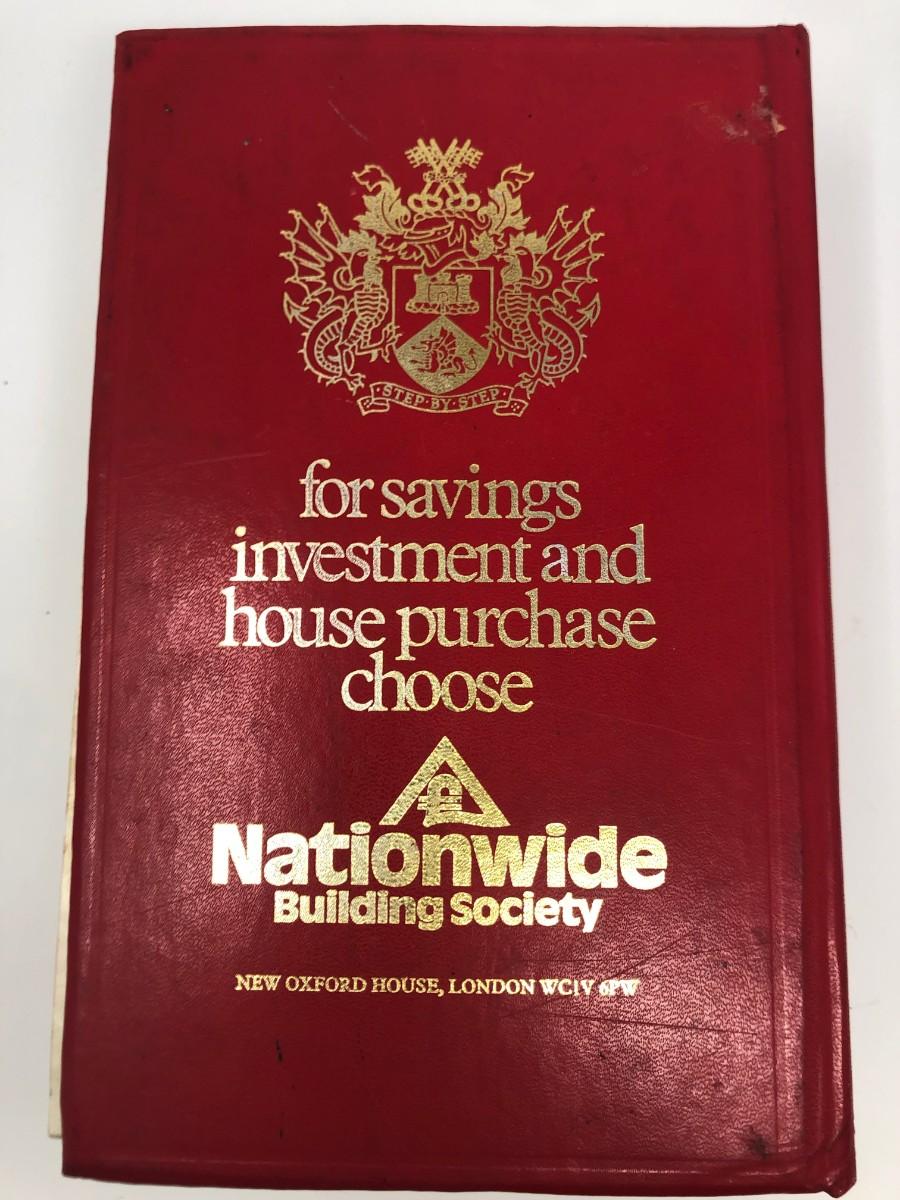 ·STEP·BY·STEP·
for savings
investment and
house purchase
choose
£
Nationwide
Building Society
NEW OXFORD HOUSE, LONDON WC1V 6PW